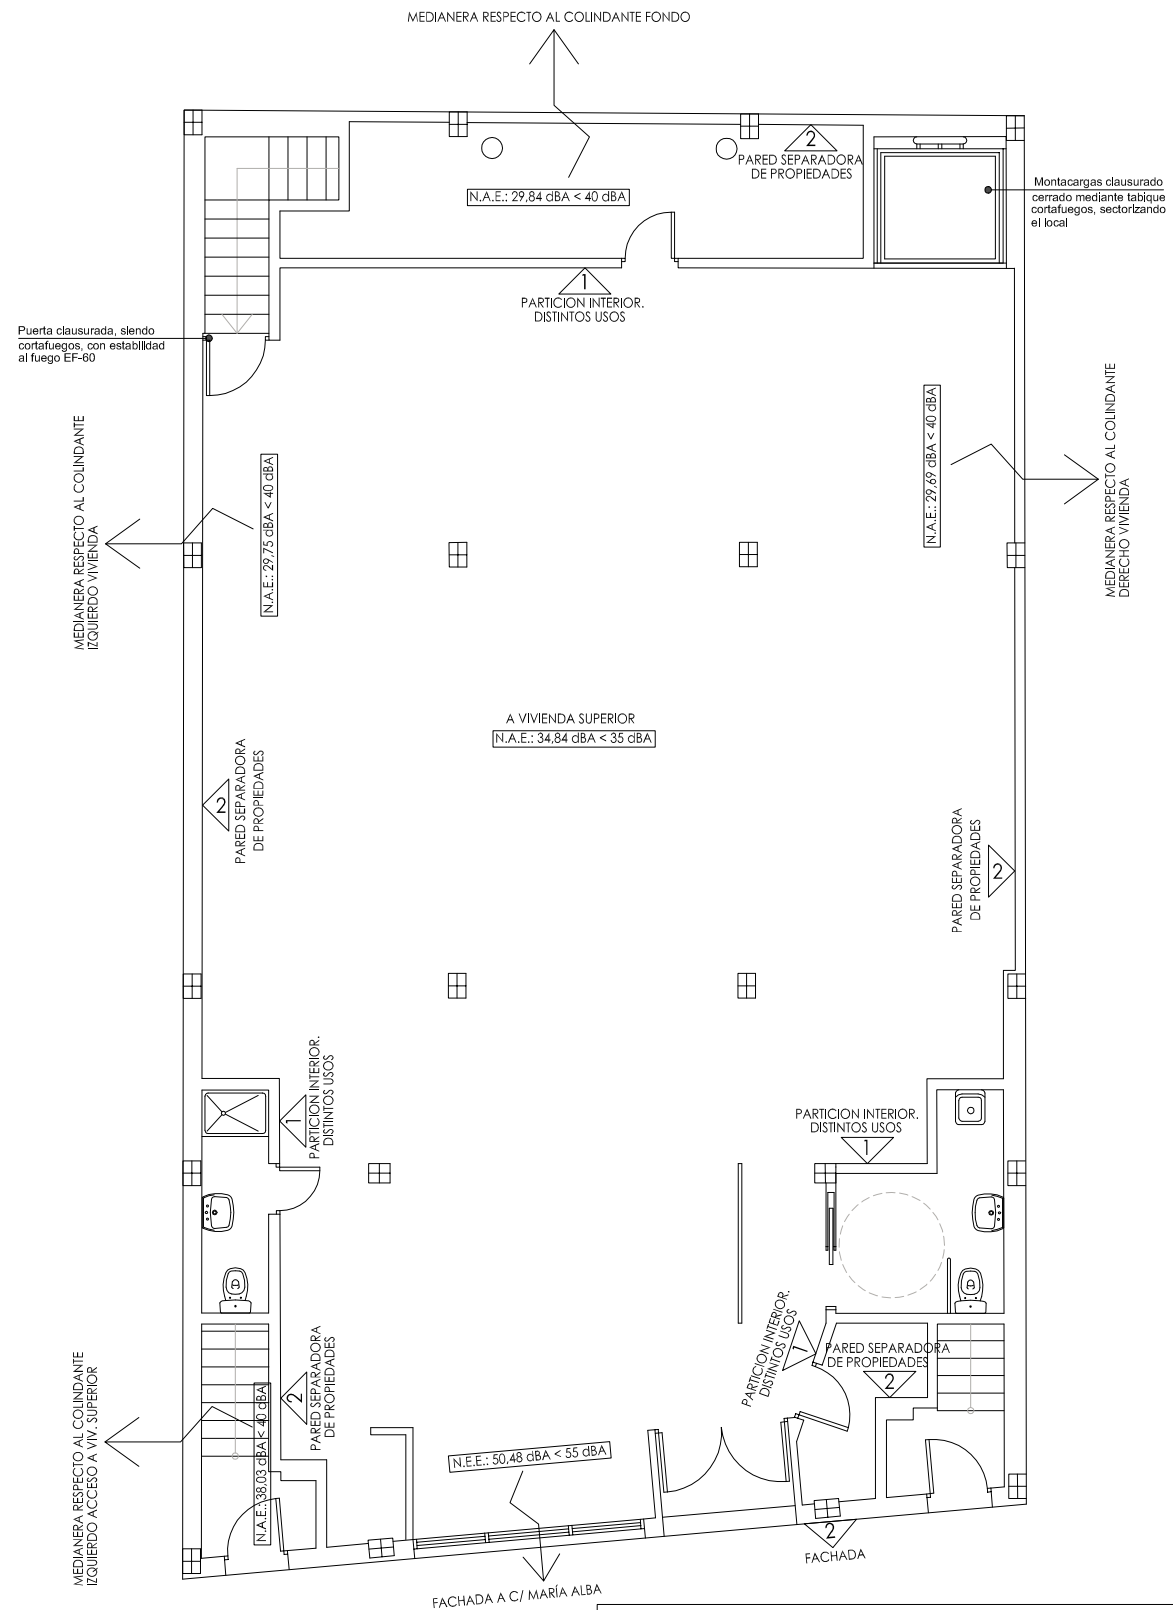 MEDIANERA RESPECTO AL COLINDANTE FONDO
2
PARED SEPARADORA
DE PROPIEDADES
N.A.E.: 29,84 dBA < 40 dBA
Montacargas clausurado
cerrado mediante tabique
cortafuegos, sectorizando
el local
1
PARTICION INTERIOR.
DISTINTOS USOS
Puerta clausurada, siendo
cortafuegos, con estabilidad
al fuego EF-60
MEDIANERA RESPECTO AL COLINDANTE
IZQUIERDO VIVIENDA
N.A.E.: 29,75 dBA < 40 dBA
N.A.E.: 29,69 dBA < 40 dBA
MEDIANERA RESPECTO AL COLINDANTE
DERECHO VIVIENDA
A VIVIENDA SUPERIOR
N.A.E.: 34,84 dBA < 35 dBA
2
PARED SEPARADORA
DE PROPIEDADES
PARED SEPARADORA
DE PROPIEDADES
2
1
PARTICION INTERIOR.
DISTINTOS USOS
PARTICION INTERIOR.
DISTINTOS USOS
1
PARTICION INTERIOR.
DISTINTOS USOS
1
PARED SEPARADORA
DE PROPIEDADES
2
2
PARED SEPARADORA
DE PROPIEDADES
MEDIANERA RESPECTO AL COLINDANTE
IZQUIERDO ACCESO A VIV. SUPERIOR
N.A.E.: 38,03 dBA < 40 dBA
N.E.E.: 50,48 dBA < 55 dBA
2
FACHADA
FACHADA A C/ MARÍA ALBA